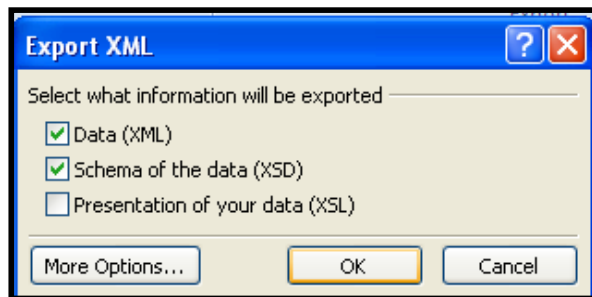 Export XML
Select what information will be exported
Data (XML)
Schema of the data (XSD)
Presentation of your data (XSL)
More Options... OK Cancel